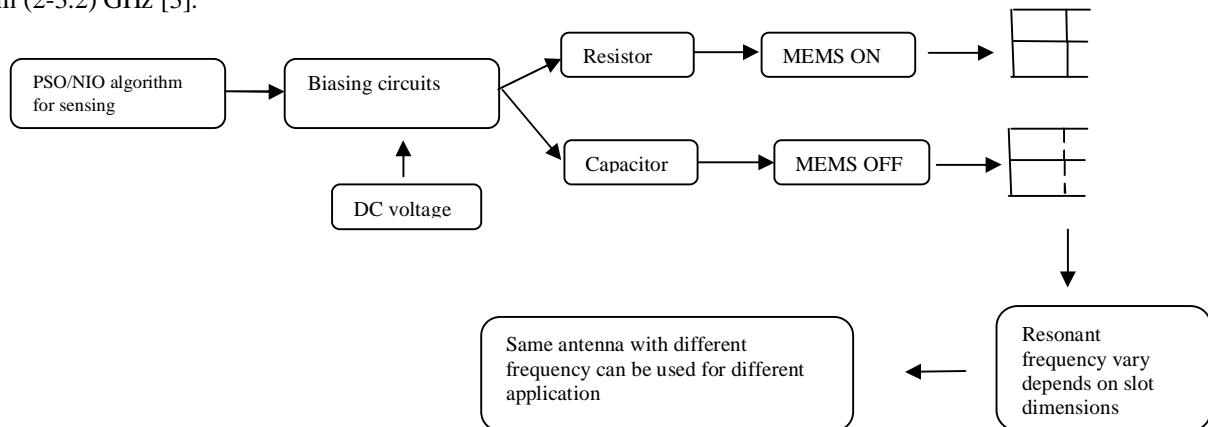 (2-3.2) GHz [3].
PSO/NIO algorithm
for sensing
Biasing circuits
Resistor
MEMS ON
Capacitor
MEMS OFF
DC voltage
Same antenna with different
frequency can be used for different
application
Resonant
frequency vary
depends on slot
dimensions